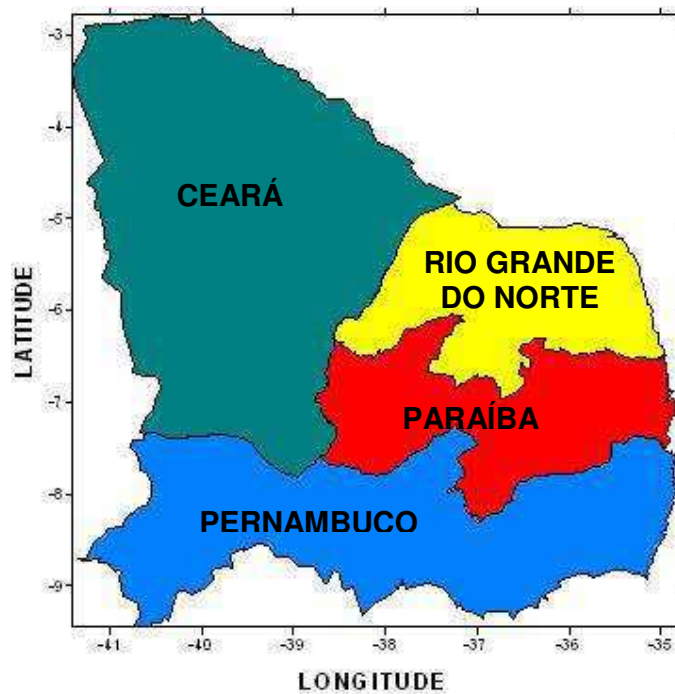 -3
-4
CEARÁ
-5
RIO GRANDE
DO NORTE
LATITUDE
-6
-7
PARAÍBA
-8
PERNAMBUCO
-9
-41 -40 -39 -38 -37 -36 -35
LONGITUDE